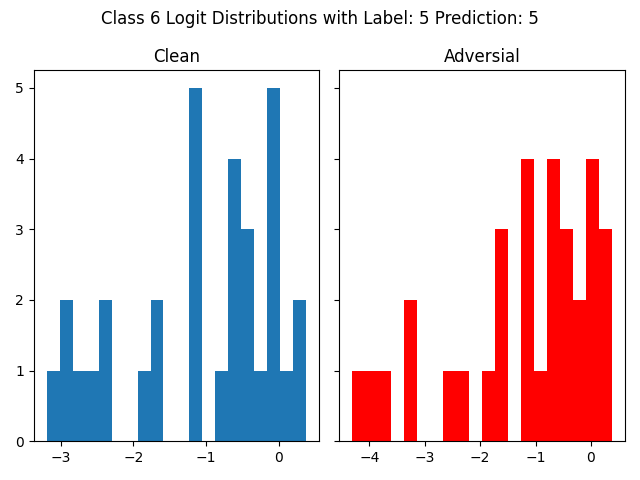 Class 6 Logit Distributions with Label: 5 Prediction: 5
Clean
Adversial
5
4
3
2
1
0
−3 −2 −1 0
−4 −3 −2 −1 0